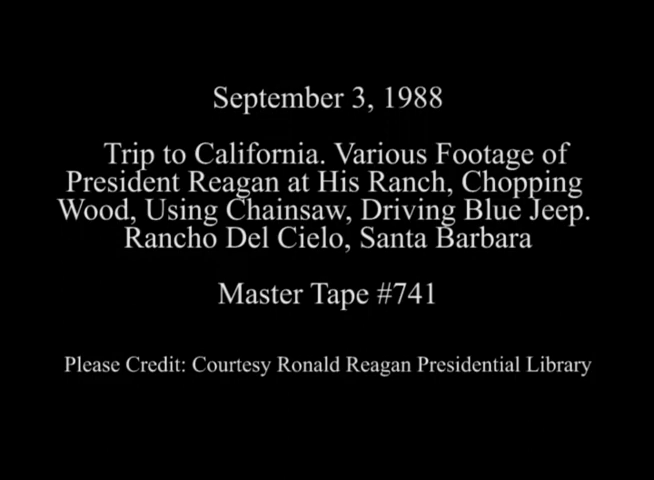 September 3, 1988
Trip to California. Various Footage of
President Reagan at His Ranch, Chopping
Wood, Using Chainsaw, Driving Blue Jeep.
Rancho Del Cielo, Santa Barbara
Master Tape #741
Please Credit: Courtesy Ronald Reagan Presidential Library